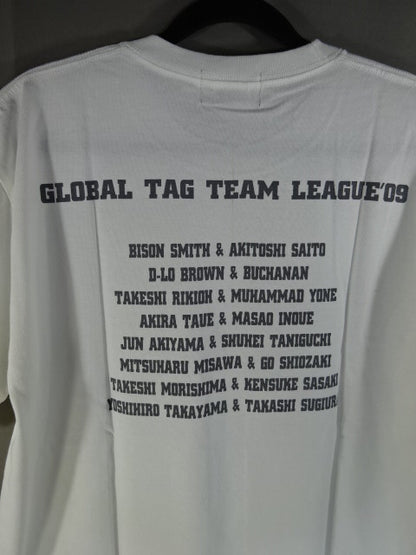 GLOBAL TAG TEAM LEAGUE'09
BISON SMITH & AKITOSHI SAITO
D-LO BROWN & BUCHANAN
TAKESHI RIKIOH & MUHAMMAD YONE
AKIRA TAUE & MASAO INOUE
JUN AKIYAMA & SHUHEI TANIGUCHI
MITSUHARU MISAWA & GO SHIOZAKI
TAKESHI MORISHIMA & KENSUKE SASAKI
YOSHIHIRO TAKAYAMA & TAKASHI SUGIURA